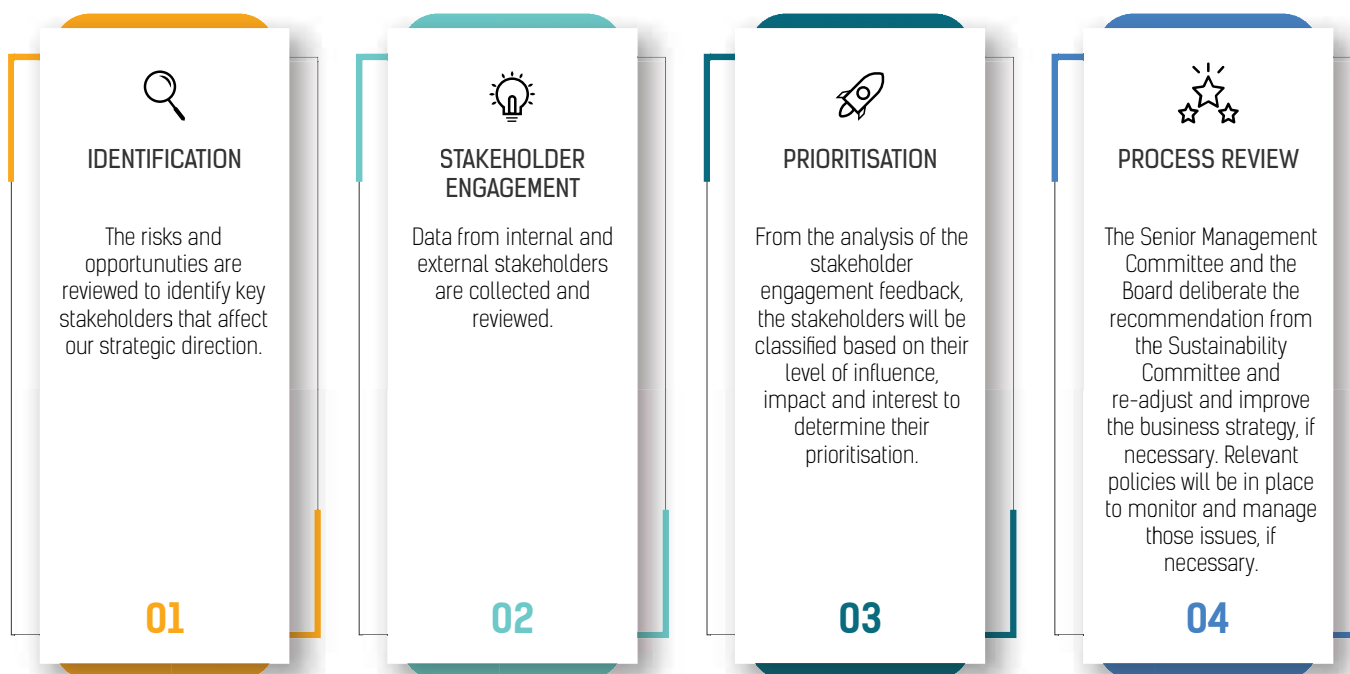 IDENTIFICATION
The risks and
opportunuties are
reviewed to identify key
stakeholders that affect
our strategic direction.
01
STAKEHOLDER
ENGAGEMENT
Data from internal and
external stakeholders
are collected and
reviewed.
02
PRIORITISATION
From the analysis of the
stakeholder
engagement feedback,
the stakeholders will be
classified based on their
level of influence,
impact and interest to
determine their
prioritisation.
03
PROCESS REVIEW
The Senior Management
Committee and the
Board deliberate the
recommendation from
the Sustainability
Committee and
re-adjust and improve
the business strategy, if
necessary. Relevant
policies will be in place
to monitor and manage
those issues, if
necessary.
04